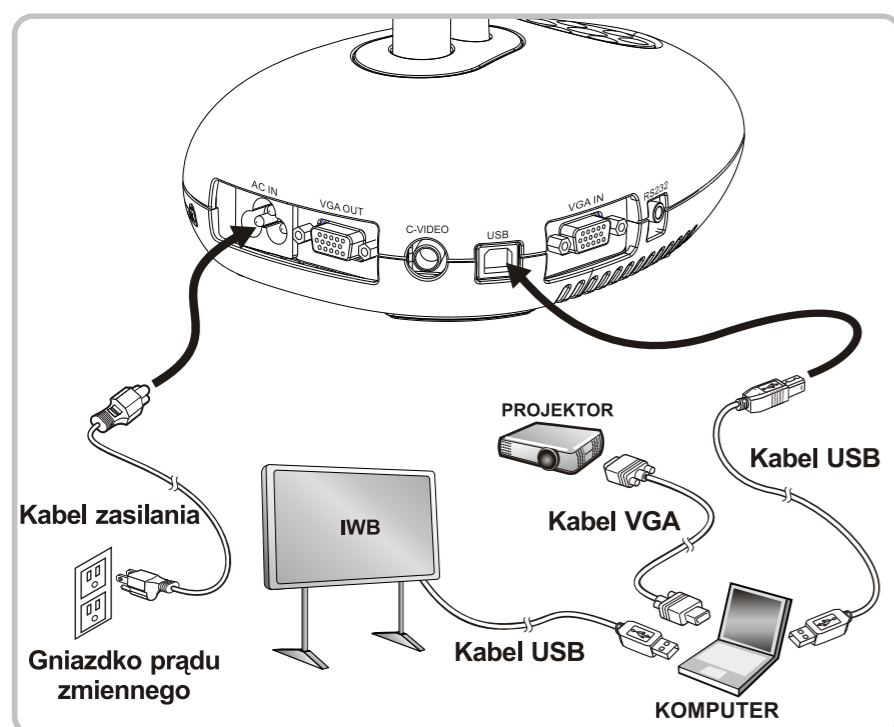 AC IN
VGA OUT
C-VIDEO
USB
VGA IN
RS232
PROJEKTOR
Kabel USB
Kabel zasilania
IWB
Kabel VGA
Gniazdko prądu
zmiennego
Kabel USB
KOMPUTER